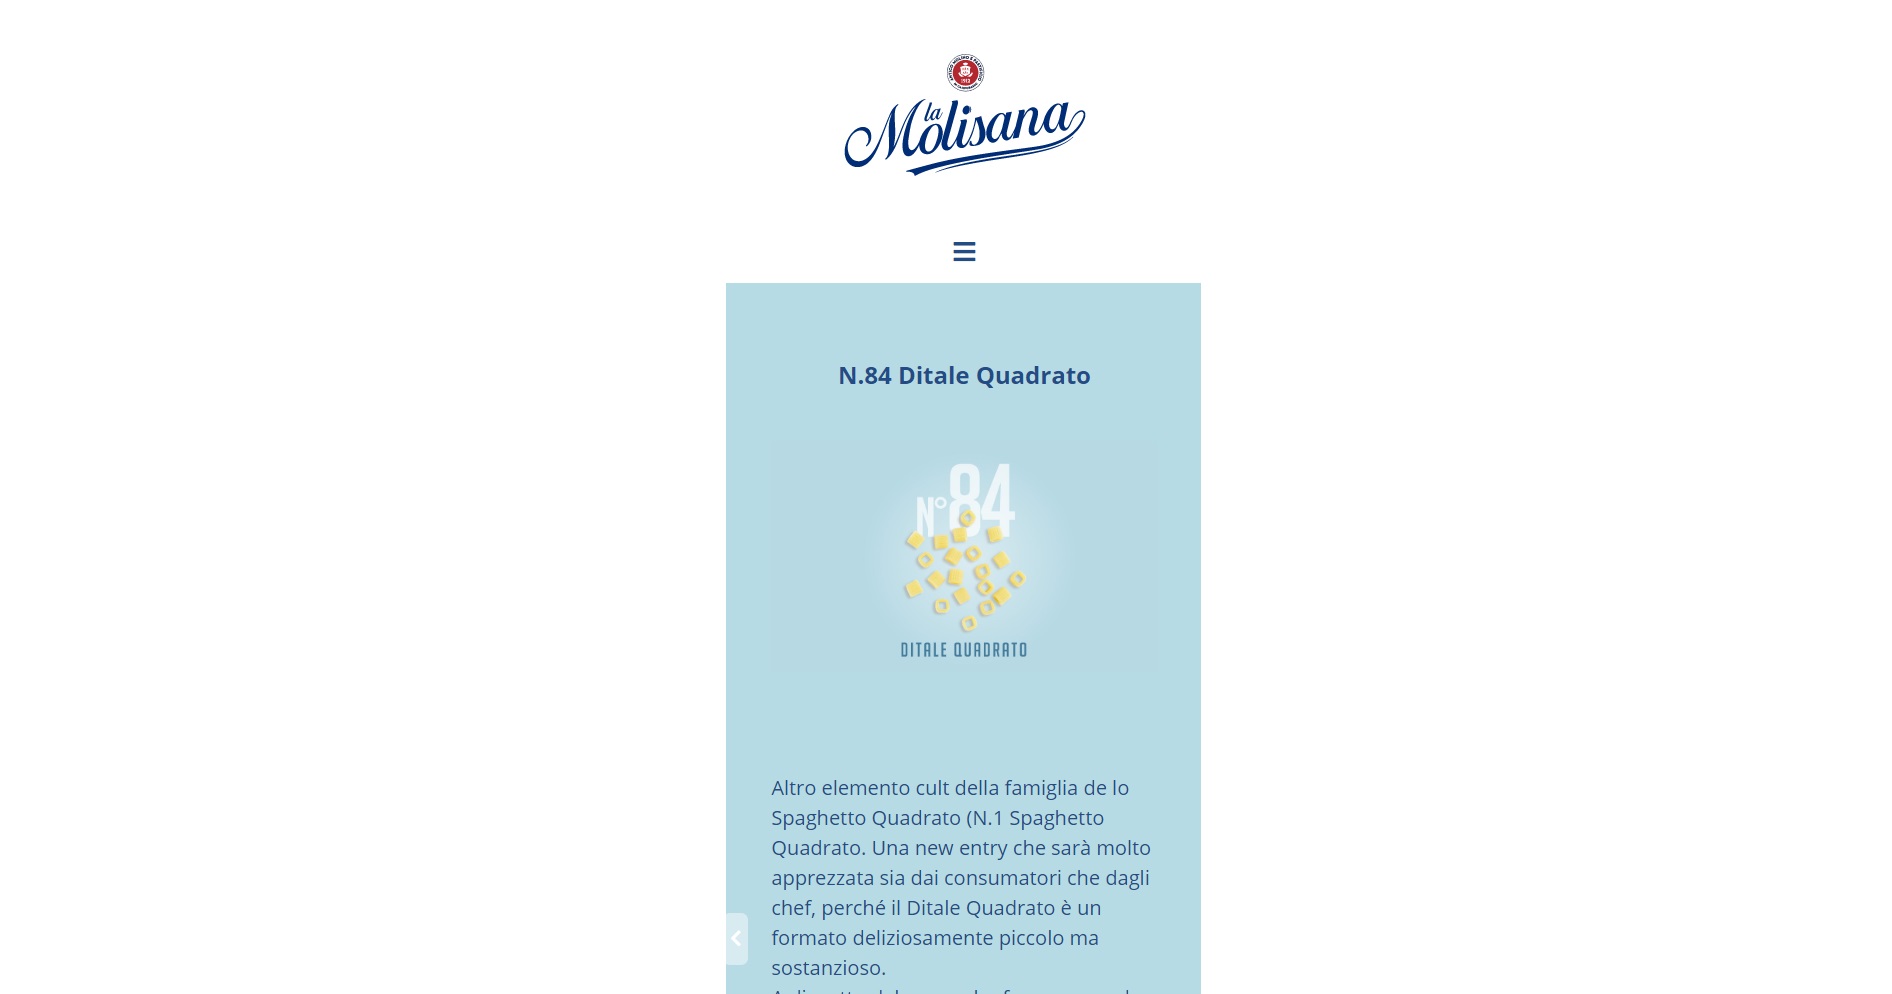 la
Molisana
N.84 Ditale Quadrato
N°84
DITALE QUADRATO
Altro elemento cult della famiglia de lo
Spaghetto Quadrato (N.1 Spaghetto
Quadrato. Una new entry che sarà molto
apprezzata sia dai consumatori che dagli
chef, perché il Ditale Quadrato è un
formato deliziosamente piccolo ma
sostanzioso.